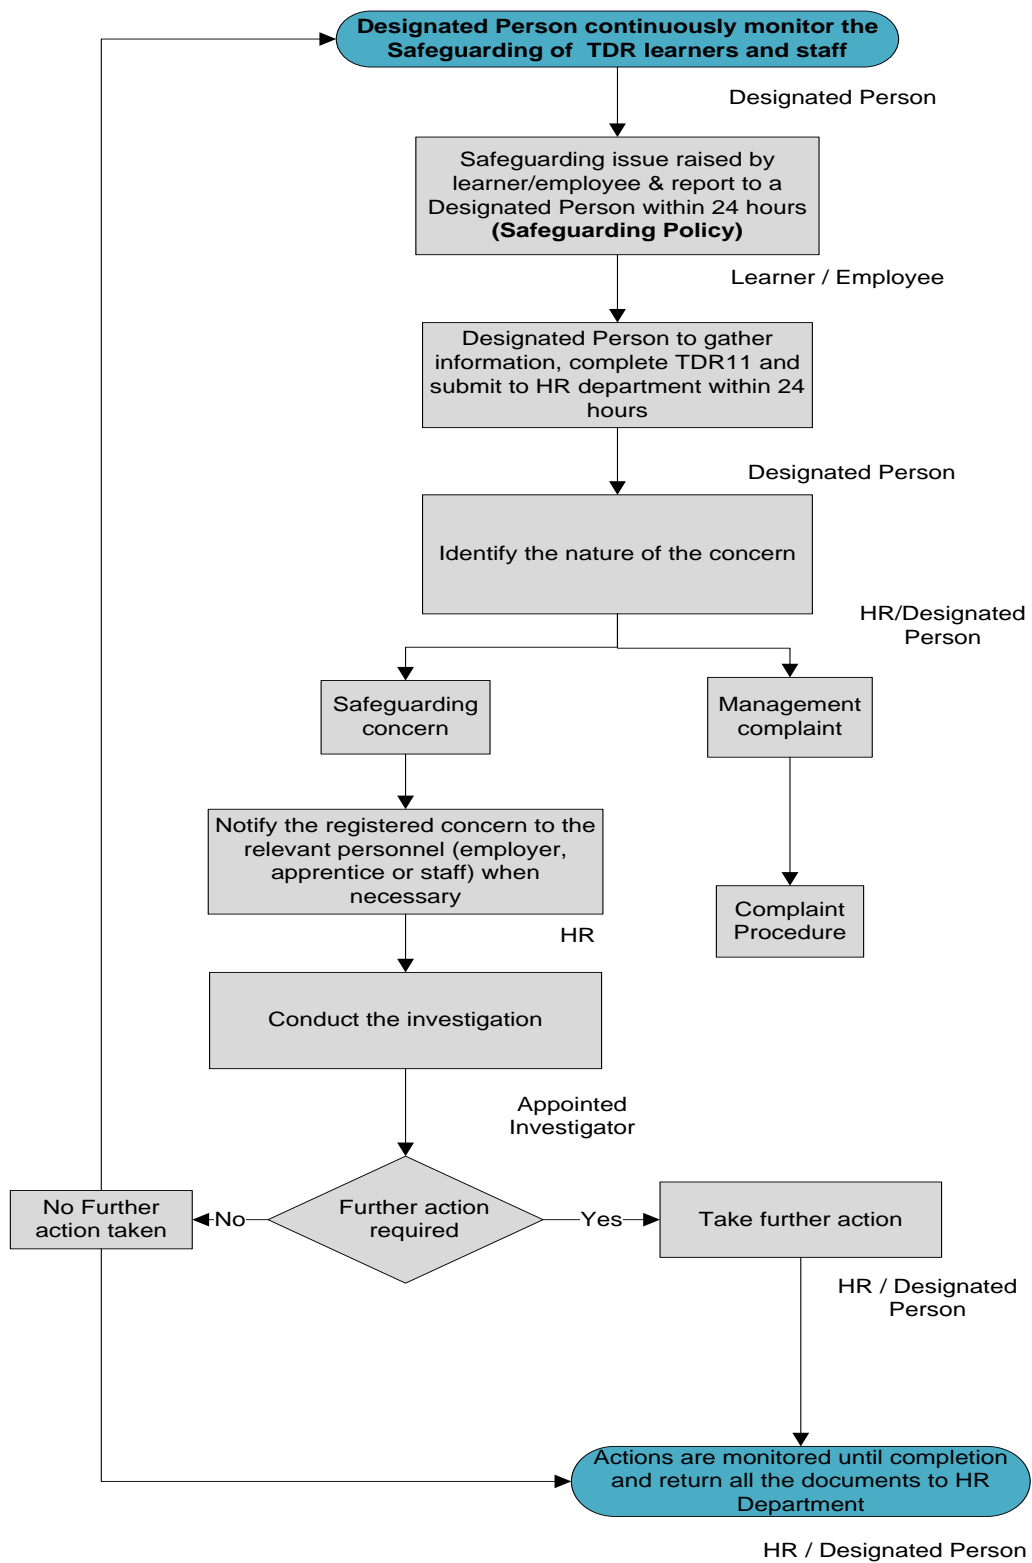 Designated Person continuously monitor the
Safeguarding of  TDR learners and staff
Designated Person
Safeguarding issue raised by
learner/employee & report to a
Designated Person within 24 hours
(Safeguarding Policy)
Learner / Employee
Designated Person to gather
information, complete TDR11 and
submit to HR department within 24
hours
Designated Person
Identify the nature of the concern
HR/Designated
Person
Safeguarding
concern
Management
complaint
Notify the registered concern to the
relevant personnel (employer,
apprentice or staff) when
necessary
Complaint
Procedure
HR
Conduct the investigation
Appointed
Investigator
No Further
action taken
No
Further action
required
Yes
Take further action
HR / Designated
Person
Actions are monitored until completion
and return all the documents to HR
Department
HR / Designated Person